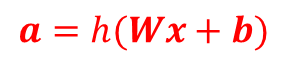 a = h(Wx + b)